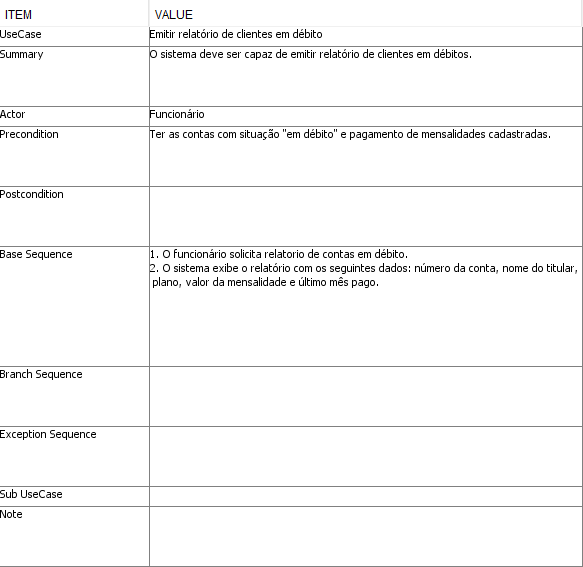 ITEM VALUE
UseCase Emitir relatório de clientes em débito
Summary O sistema deve ser capaz de emitir relatório de clientes em débitos.
Actor Funcionário
Precondition Ter as contas com situação "em débito" e pagamento de mensalidades cadastradas.
Postcondition
Base Sequence 1. O funcionário solicita relatorio de contas em débito.
2. O sistema exibe o relatório com os seguintes dados: número da conta, nome do titular,
plano, valor da mensalidade e último mês pago.
Branch Sequence
Exception Sequence
Sub UseCase
Note